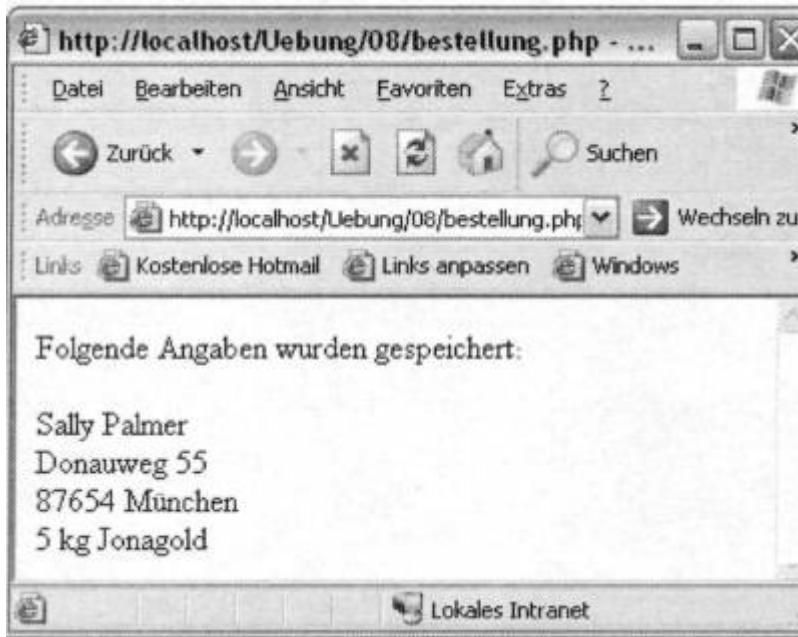 http://localhost/Uebung/08/bestellung.php - ...
Datei Bearbeiten Ansicht Favoriten Extras ?
Zurück Suchen
Adresse http://localhost/Uebung/08/bestellung.php Wechseln zu
Links Kostenlose Hotmail Links anpassen Windows
Folgende Angaben wurden gespeichert:
Sally Palmer
Donauweg 55
87654 München
5 kg Jonagold
Lokales Intranet